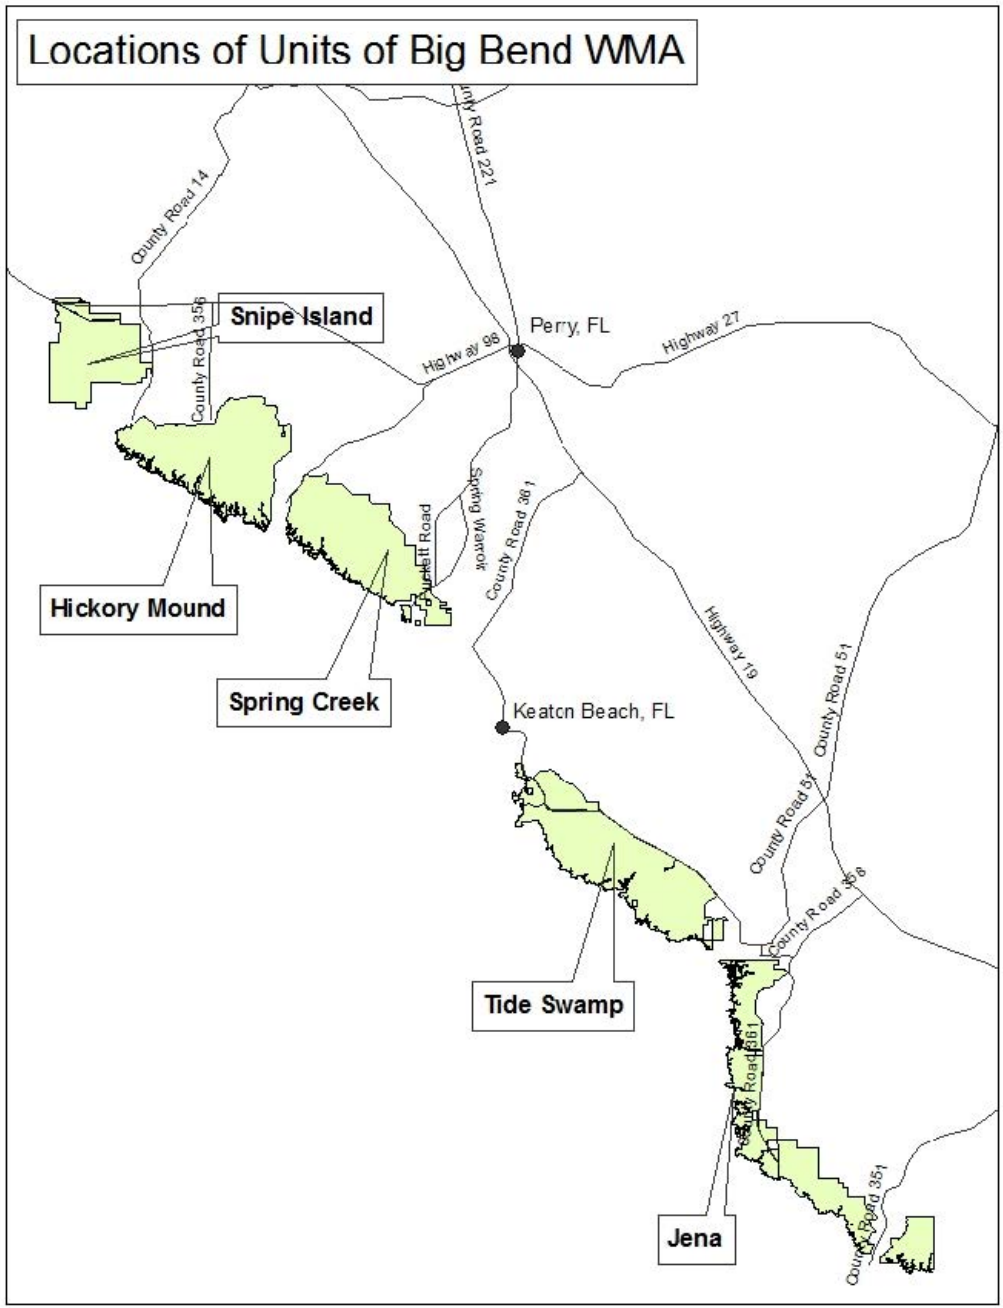 Locations of Units of Big Bend WMA
unty Road 221
County Road 14
Snipe Island
County Road 356
Perry, FL
Highway 27
Highway 98
Spring Warrior
County Road 361
Road
Hickory Mound
Highway 19
County Road 51
Spring Creek
Keaton Beach, FL
County Road 51
County Road 358
Tide Swamp
County Road 361
County Road 351
Jena